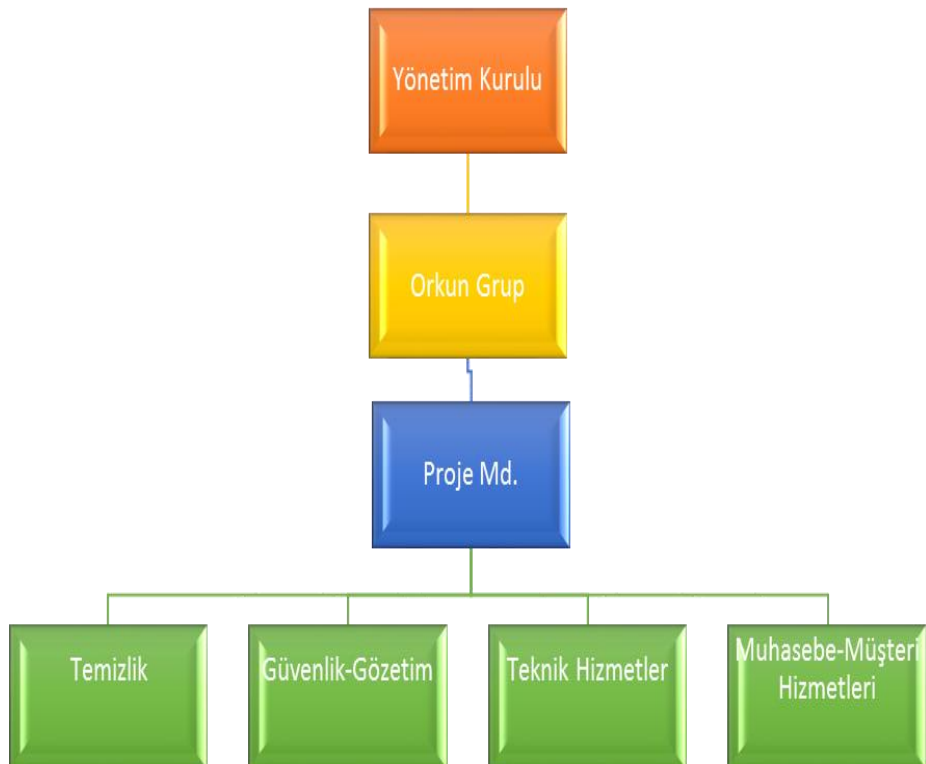 Yönetim Kurulu
Orkun Grup
Proje Md.
Temizlik
Güvenlik-Gözetim
Teknik Hizmetler
Muhasebe-Müşteri
Hizmetleri